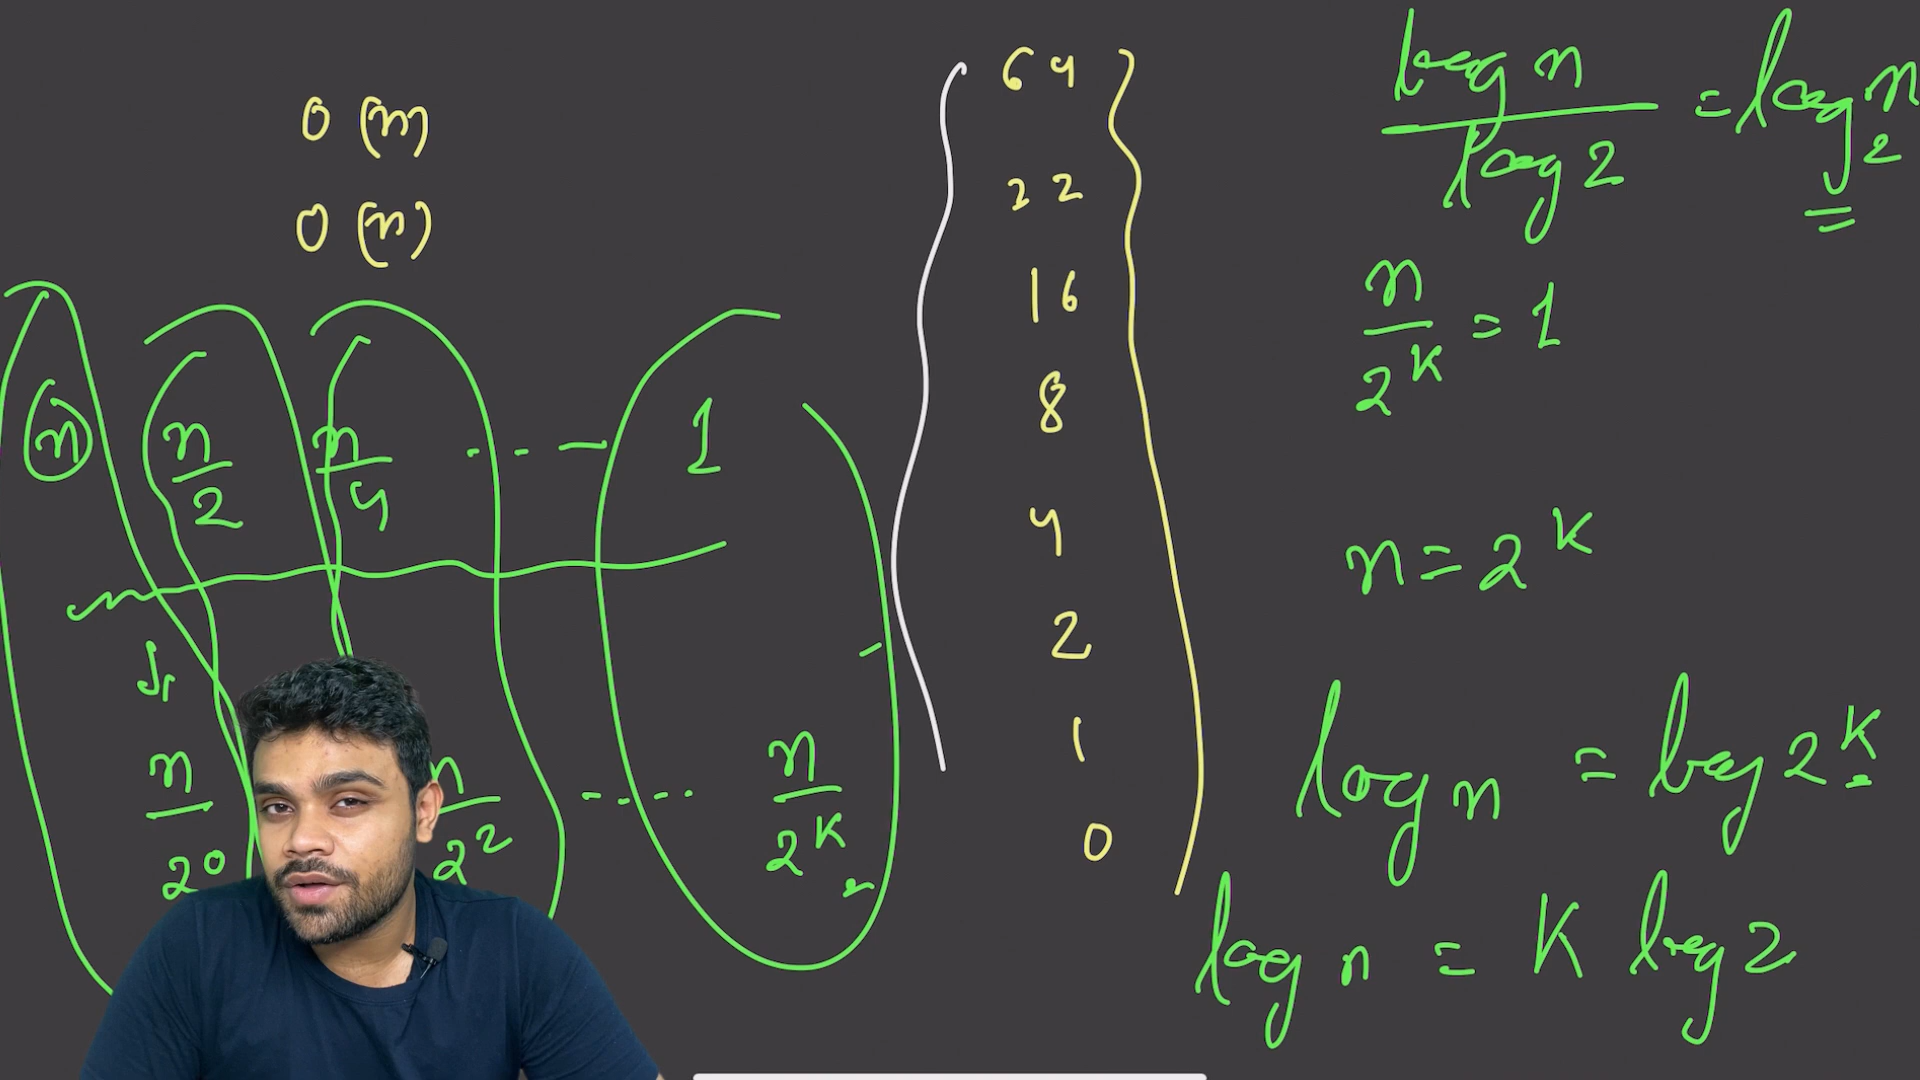 O (n)
O (n)
n n/2 n/4 ... — 1
n/2^0 n/2^2 ..... n/2^K
64
32
16
8
4
2
1
0
log n / log 2 = log_2 n
n/2^K = 1
n = 2^K
log n = log 2^K
log n = K log 2